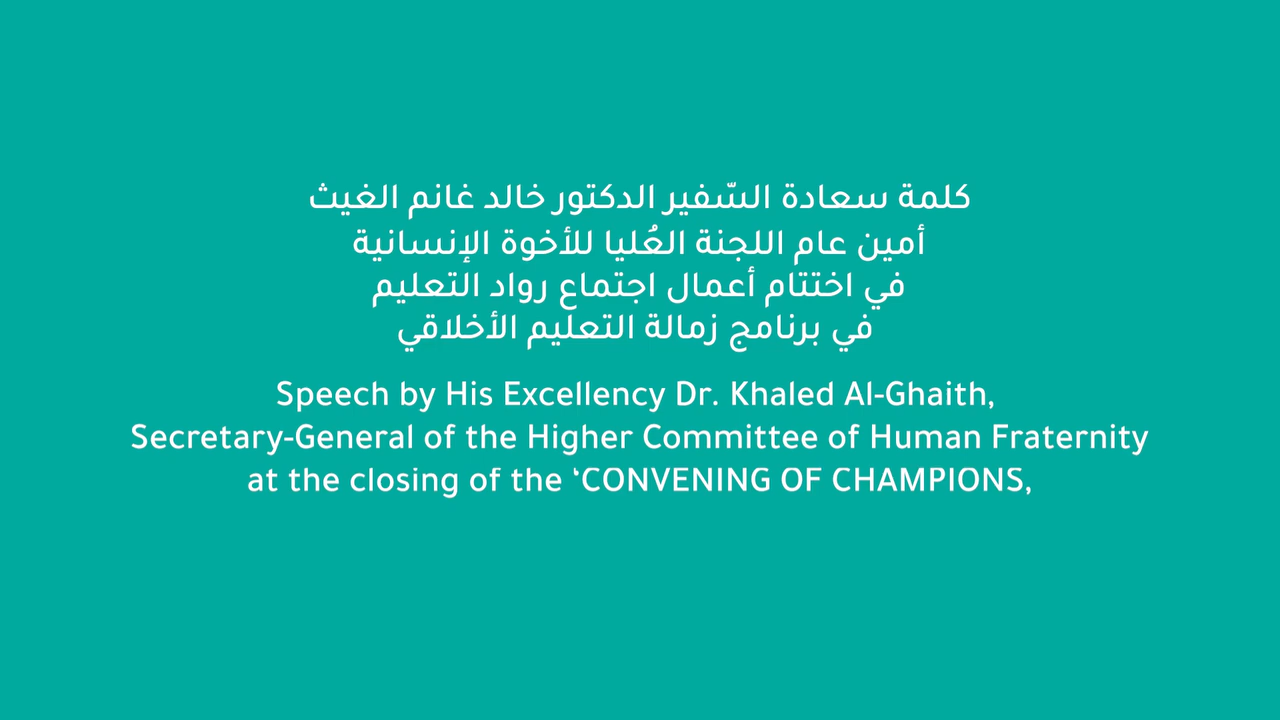 كلمة سعادة السّفير الدكتور خالد غانم الغيث
أمين عام اللجنة العُليا للأخوة الإنسانية
في اختتام أعمال اجتماع رواد التعليم
في برنامج زمالة التعليم الأخلاقي
Speech by His Excellency Dr. Khaled Al-Ghaith,
Secretary-General of the Higher Committee of Human Fraternity
at the closing of the ‘CONVENING OF CHAMPIONS,